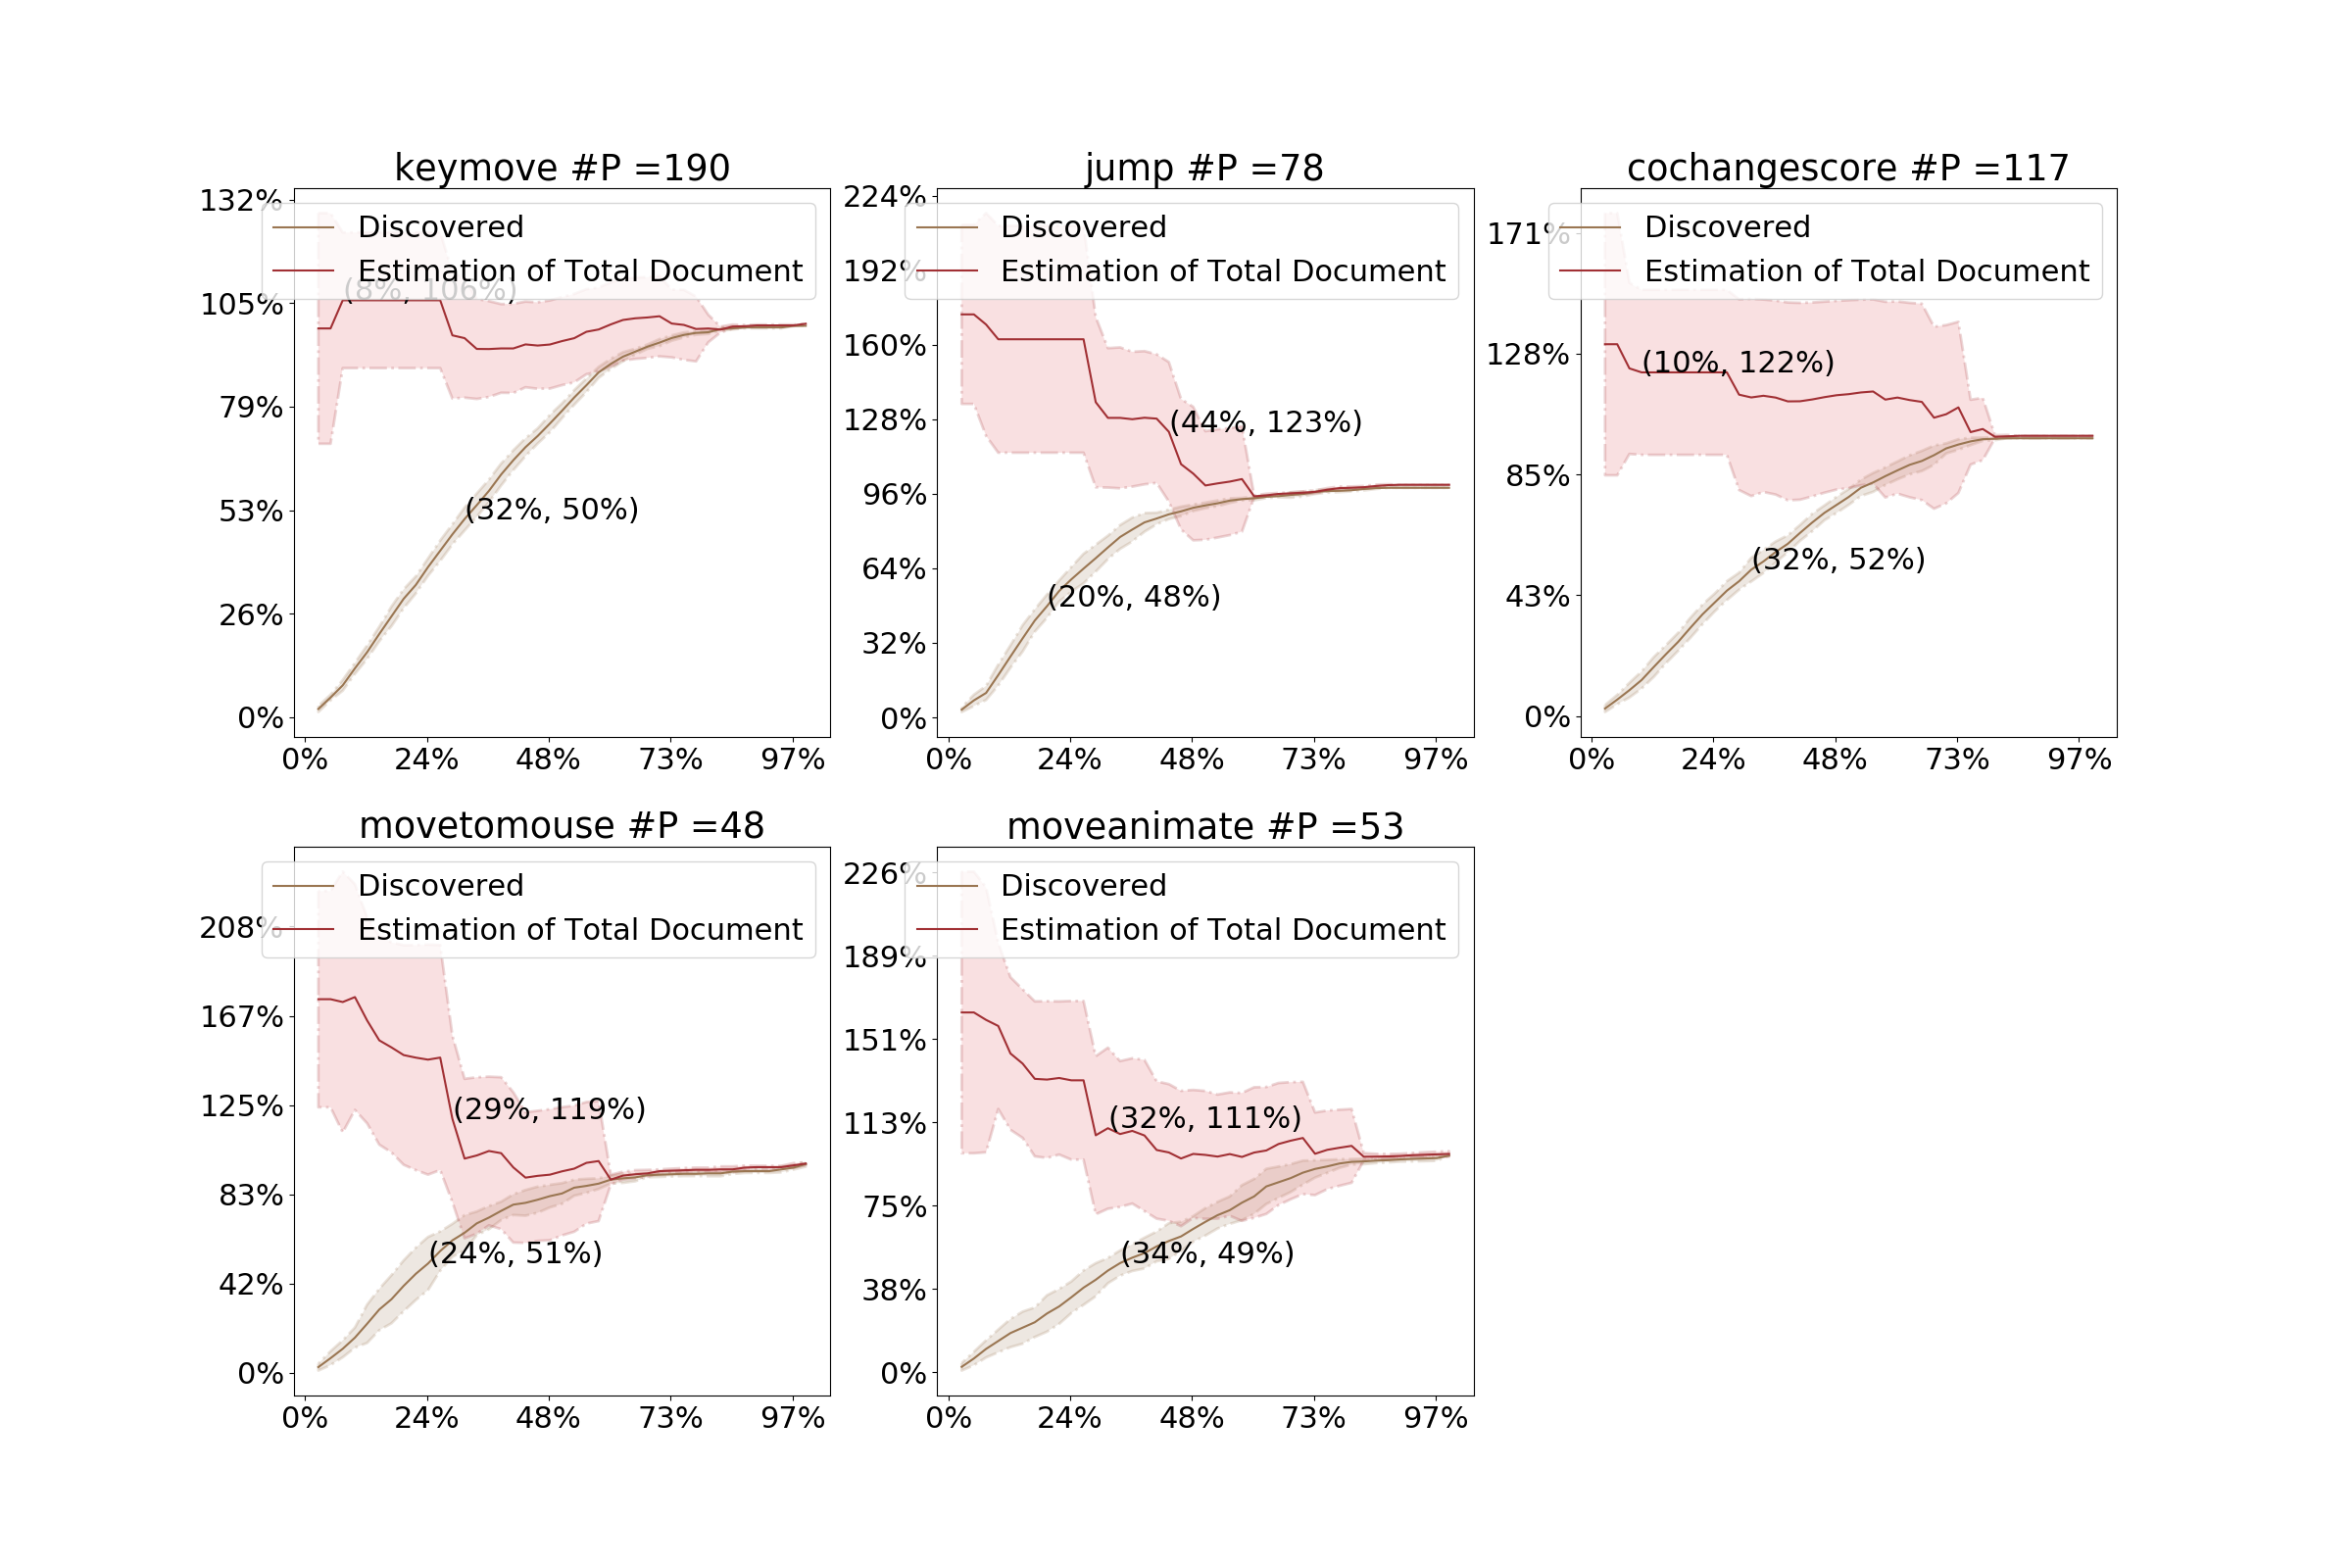 keymove #P =190
132%
105%
79%
53%
26%
0%
Discovered
Estimation of Total Document
(8%, 106%)
(32%, 50%)
0% 24% 48% 73% 97%
jump #P =78
224%
192%
160%
128%
96%
64%
32%
0%
Discovered
Estimation of Total Document
(44%, 123%)
(20%, 48%)
0% 24% 48% 73% 97%
cochangescore #P =117
171%
128%
85%
43%
0%
Discovered
Estimation of Total Document
(10%, 122%)
(32%, 52%)
0% 24% 48% 73% 97%
movetomouse #P =48
208%
167%
125%
83%
42%
0%
Discovered
Estimation of Total Document
(29%, 119%)
(24%, 51%)
0% 24% 48% 73% 97%
moveanimate #P =53
226%
189%
151%
113%
75%
38%
0%
Discovered
Estimation of Total Document
(32%, 111%)
(34%, 49%)
0% 24% 48% 73% 97%